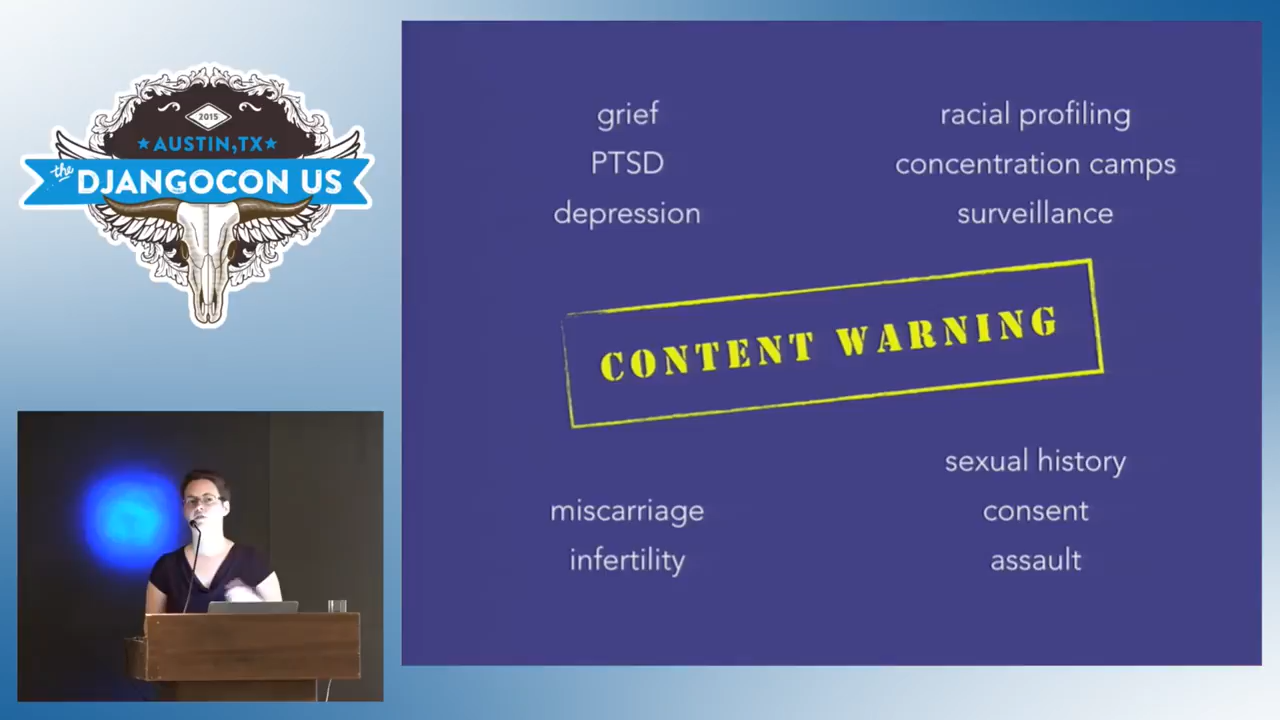 2015
★AUSTIN,TX★
the
DJANGOCON US
grief
PTSD
depression
racial profiling
concentration camps
surveillance
CONTENT WARNING
miscarriage
infertility
sexual history
consent
assault